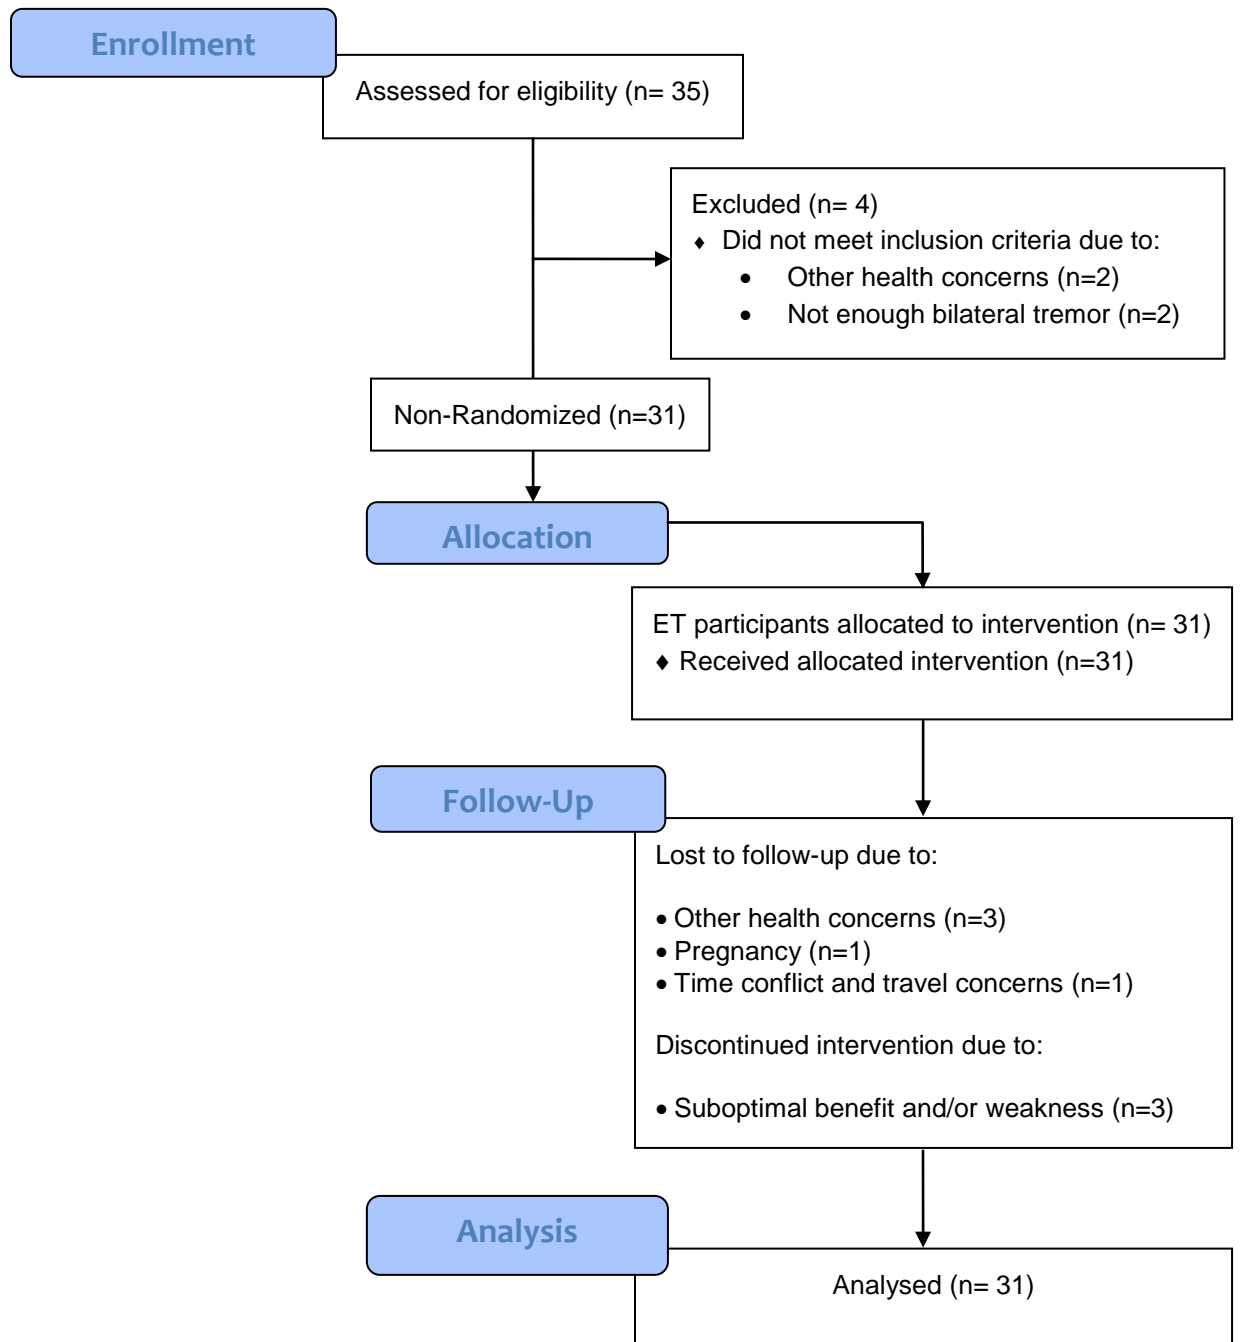 Enrollment
Assessed for eligibility (n= 35)
Excluded (n= 4)
♦ Did not meet inclusion criteria due to:
• Other health concerns (n=2)
• Not enough bilateral tremor (n=2)
Non-Randomized (n=31)
Allocation
ET participants allocated to intervention (n= 31)
♦ Received allocated intervention (n=31)
Follow-Up
Lost to follow-up due to:
• Other health concerns (n=3)
• Pregnancy (n=1)
• Time conflict and travel concerns (n=1)
Discontinued intervention due to:
• Suboptimal benefit and/or weakness (n=3)
Analysis
Analysed (n= 31)